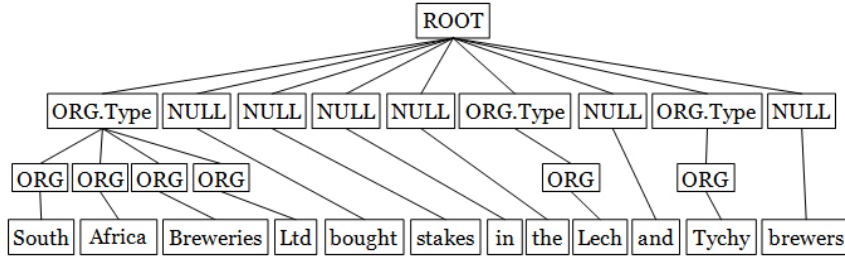 ROOT
ORG.Type NULL NULL NULL NULL ORG.Type NULL ORG.Type NULL
ORG ORG ORG ORG ORG ORG
South Africa Breweries Ltd bought stakes in the Lech and Tychy brewers